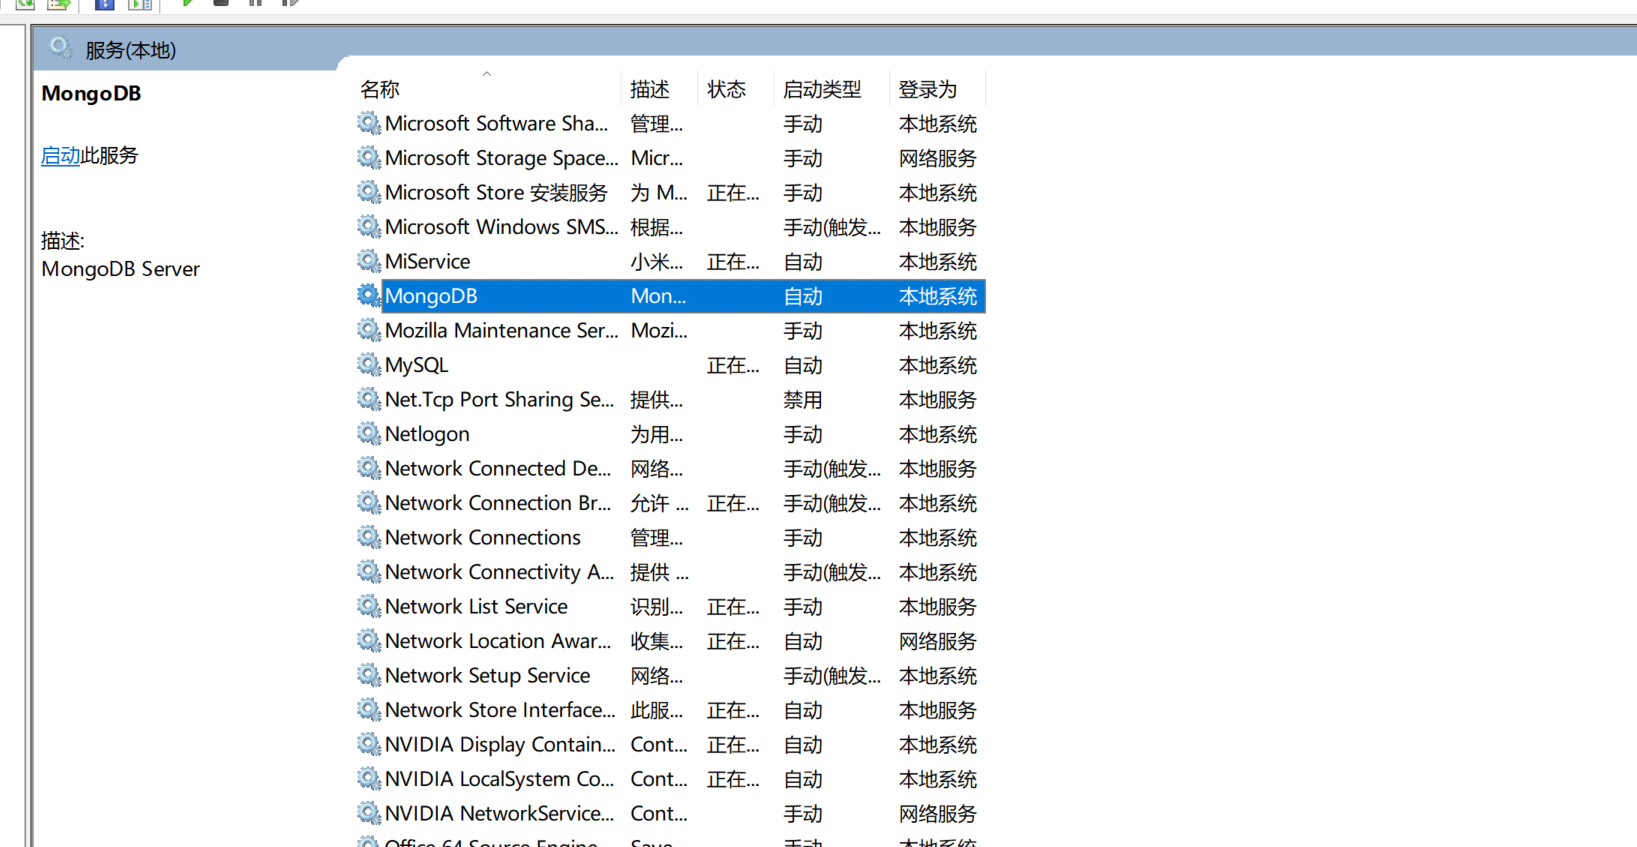 服务(本地)
MongoDB
启动此服务
描述:
MongoDB Server
名称 描述 状态 启动类型 登录为
Microsoft Software Sha... 管理... 手动 本地系统
Microsoft Storage Space... Micr... 手动 网络服务
Microsoft Store 安装服务 为 M... 正在... 手动 本地系统
Microsoft Windows SMS... 根据... 手动(触发... 本地服务
MiService 小米... 正在... 自动 本地系统
MongoDB Mon... 自动 本地系统
Mozilla Maintenance Ser... Mozi... 手动 本地系统
MySQL 正在... 自动 本地系统
Net.Tcp Port Sharing Se... 提供... 禁用 本地服务
Netlogon 为用... 手动 本地系统
Network Connected De... 网络... 手动(触发... 本地服务
Network Connection Br... 允许 ... 正在... 手动(触发... 本地系统
Network Connections 管理... 手动 本地系统
Network Connectivity A... 提供 ... 手动(触发... 本地系统
Network List Service 识别... 正在... 手动 本地服务
Network Location Awar... 收集... 正在... 自动 网络服务
Network Setup Service 网络... 手动(触发... 本地系统
Network Store Interface... 此服... 正在... 自动 本地服务
NVIDIA Display Contain... Cont... 正在... 自动 本地系统
NVIDIA LocalSystem Co... Cont... 正在... 自动 本地系统
NVIDIA NetworkService... Cont... 手动 网络服务
Office 64 Source Engine Save... 手动 本地系统